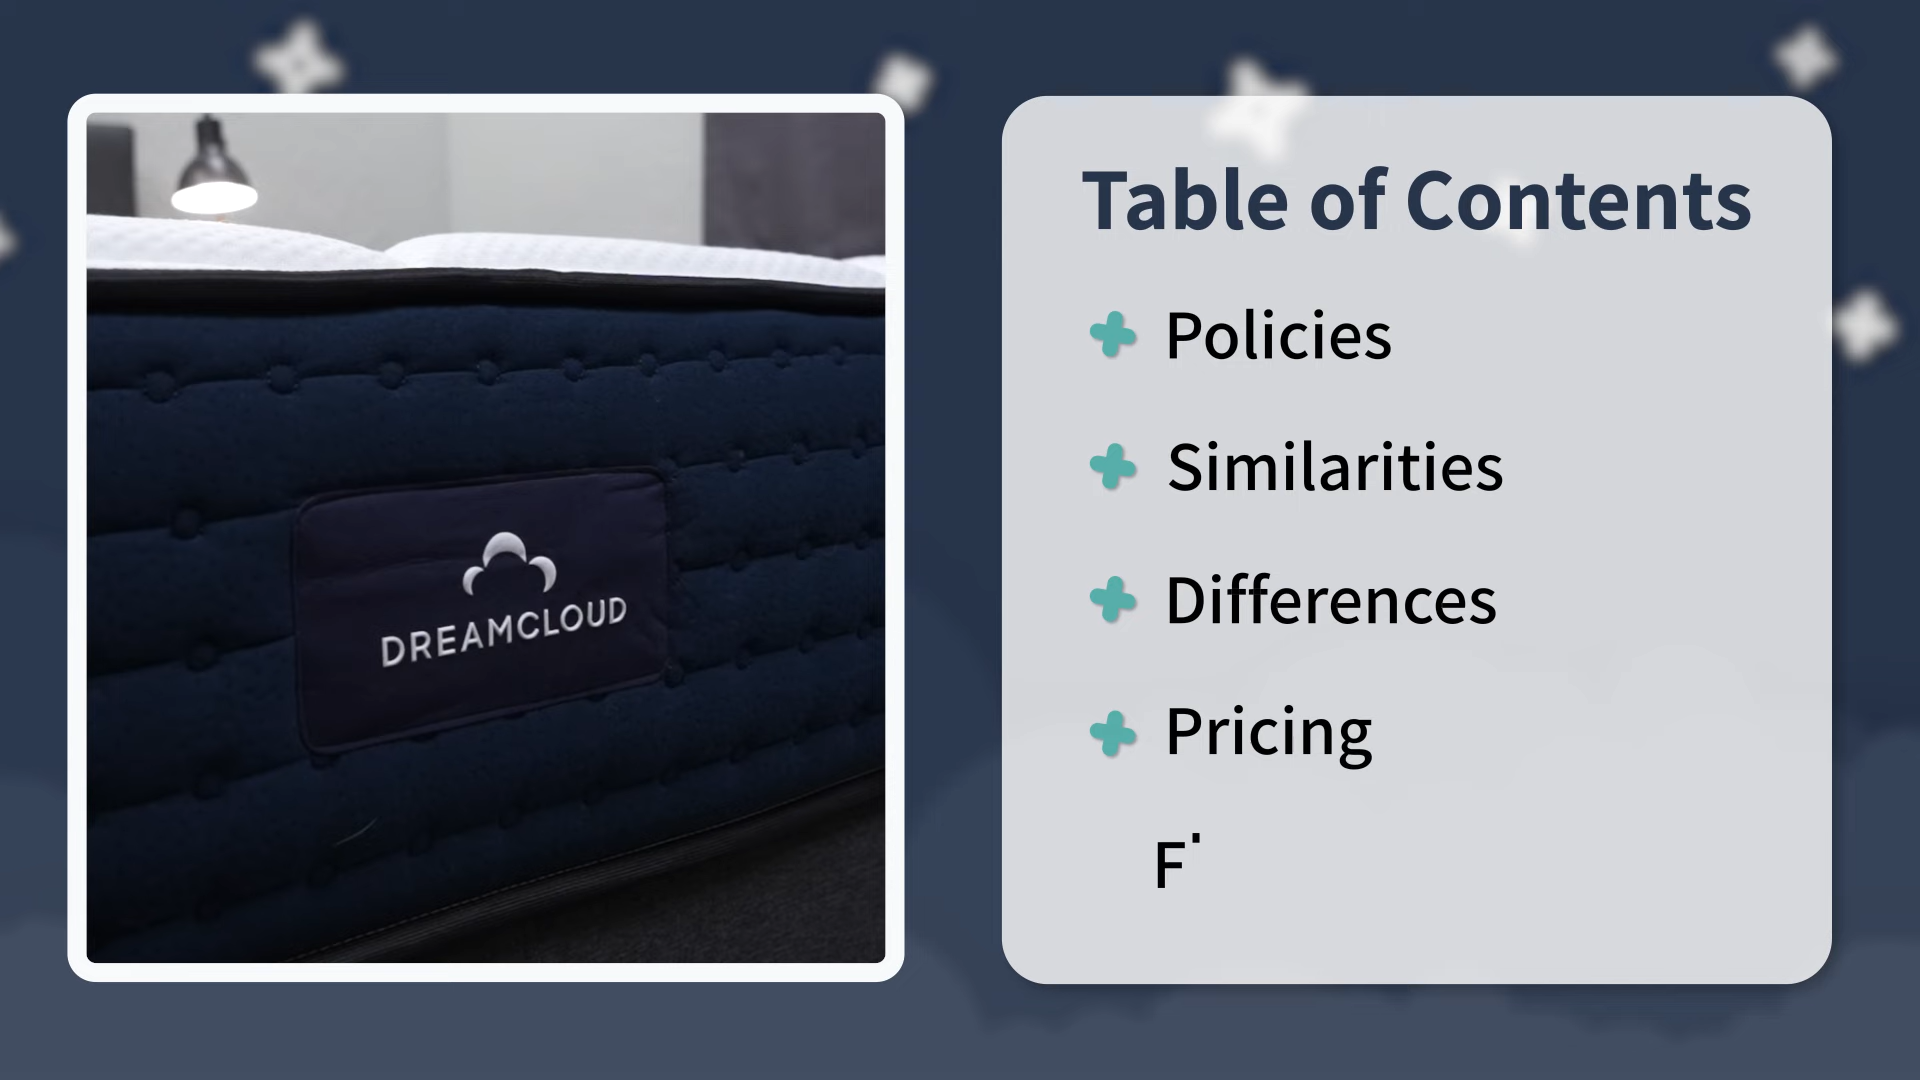 DREAMCLOUD
Table of Contents
Policies
Similarities
Differences
Pricing